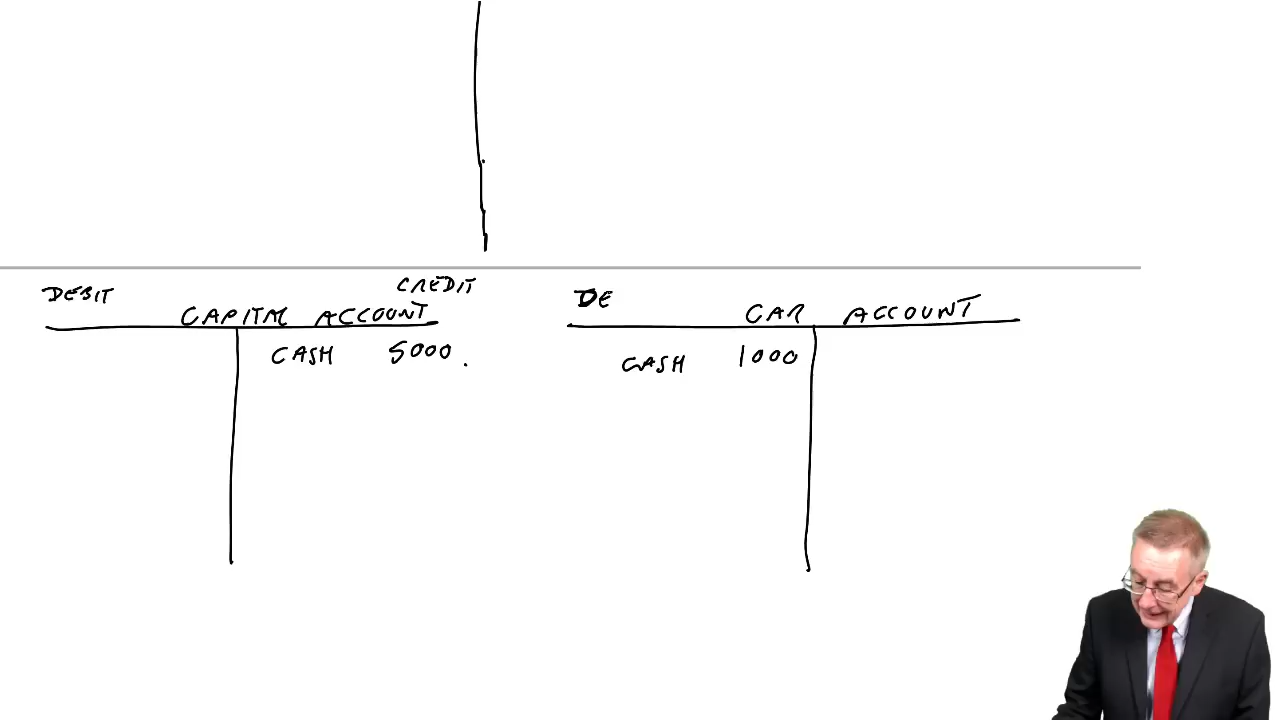 DEBIT CREDIT
CAPITAL ACCOUNT
CASH 5000
DE
CAR ACCOUNT
CASH 1000